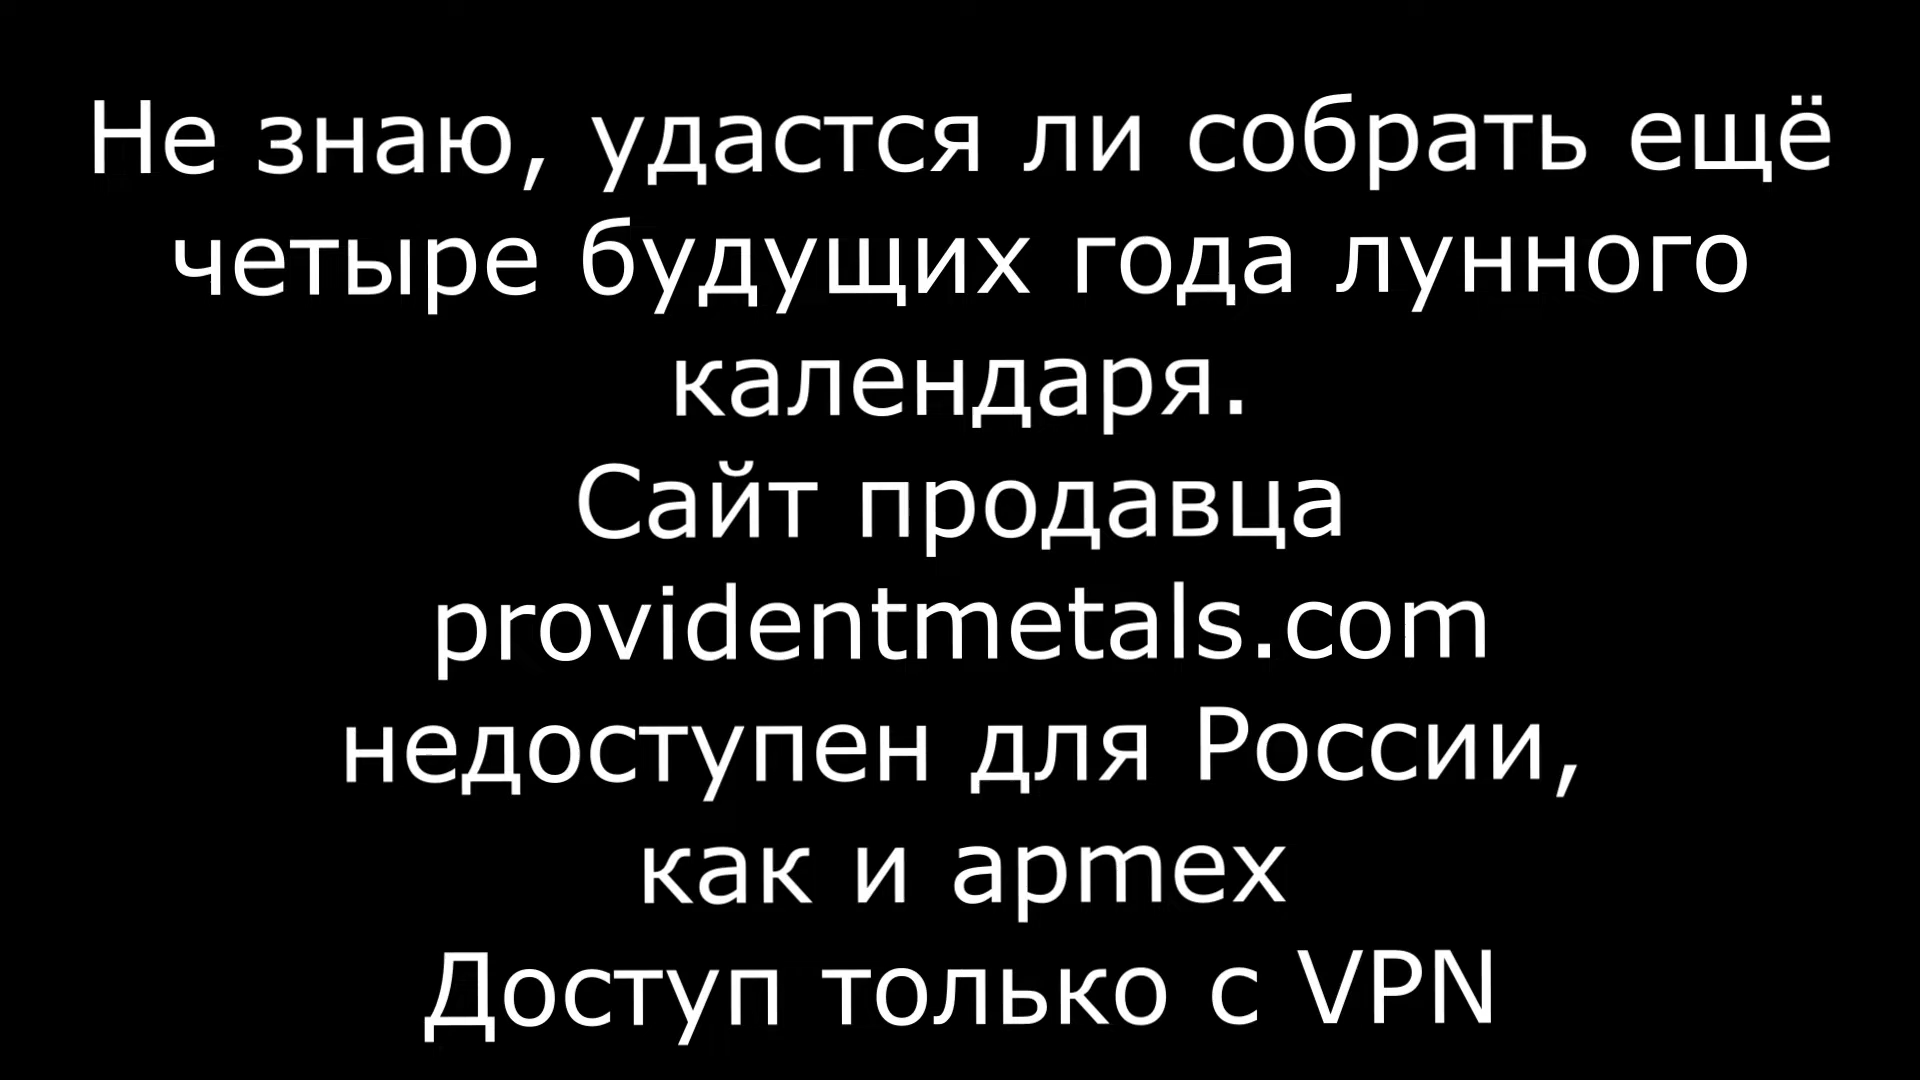 Не знаю, удастся ли собрать ещё
четыре будущих года лунного
календаря.
Сайт продавца
providentmetals.com
недоступен для России,
как и apmex
Доступ только с VPN